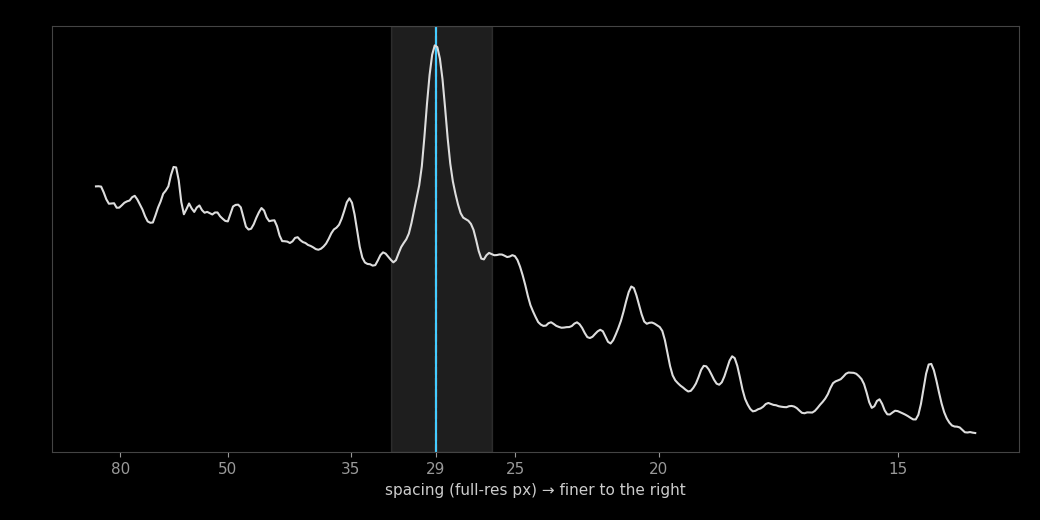 80 50 35 29 25 20 15
spacing (full-res px) → finer to the right